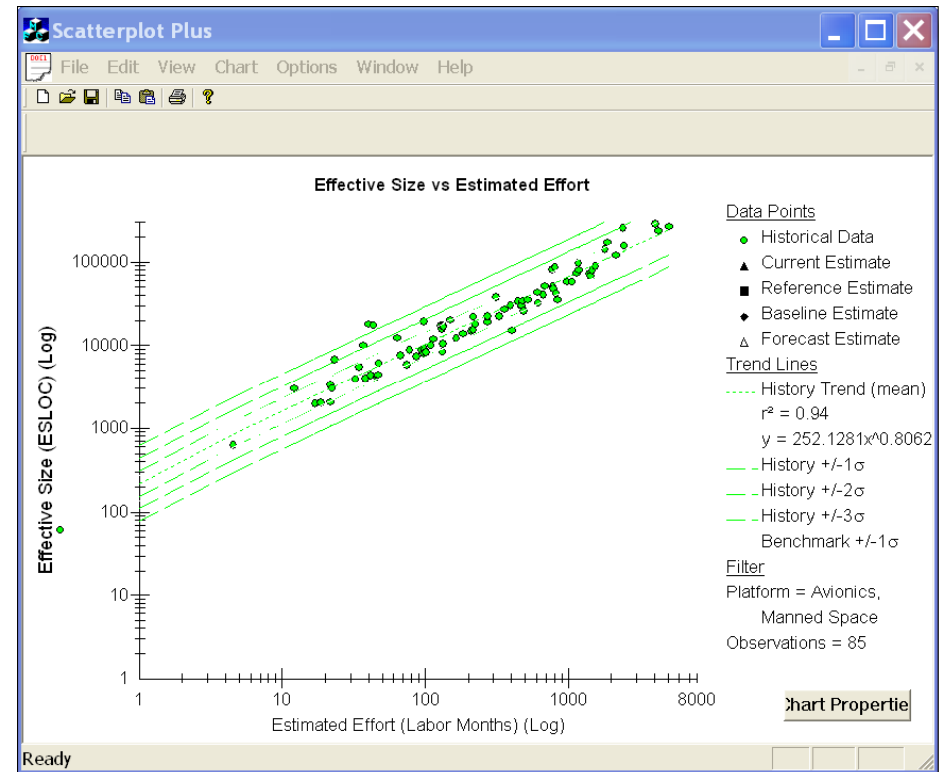 Scatterplot Plus
File Edit View Chart Options Window Help
Effective Size vs Estimated Effort
Effective Size (ESLOC) (Log)
100000
10000
1000
100
10
1
1 10 100 1000 8000
Estimated Effort (Labor Months) (Log)
Data Points
Historical Data
Current Estimate
Reference Estimate
Baseline Estimate
Forecast Estimate
Trend Lines
History Trend (mean)
r² = 0.94
y = 252.1281x^0.8062
History +/-1σ
History +/-2σ
History +/-3σ
Benchmark +/-1σ
Filter
Platform = Avionics,
Manned Space
Observations = 85
hart Propertie
Ready